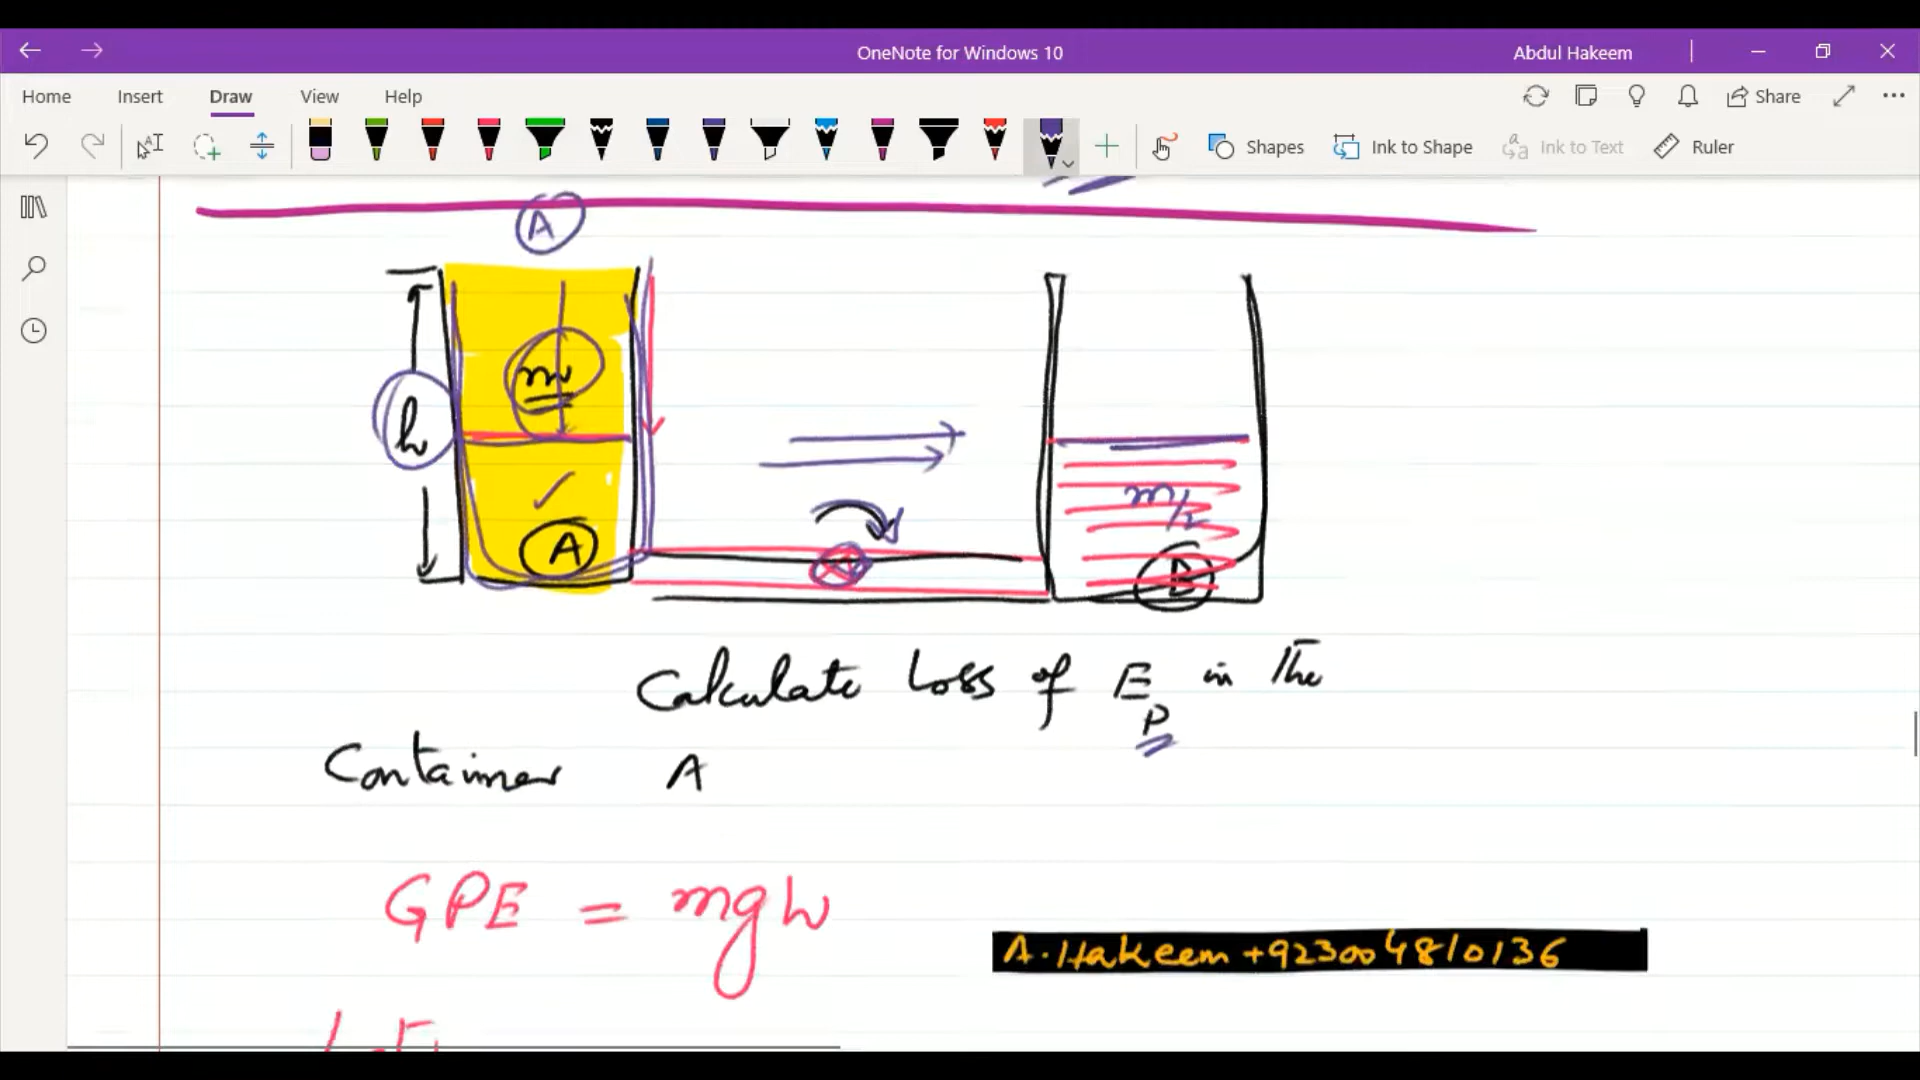 OneNote for Windows 10
Abdul Hakeem
Home Insert Draw View Help
Share
Shapes Ink to Shape Ink to Text Ruler
A
m
h
A
m/2
B
Calculate Loss of Ep in the
Container A
GPE = mgh
A. Hakeem +923004810136